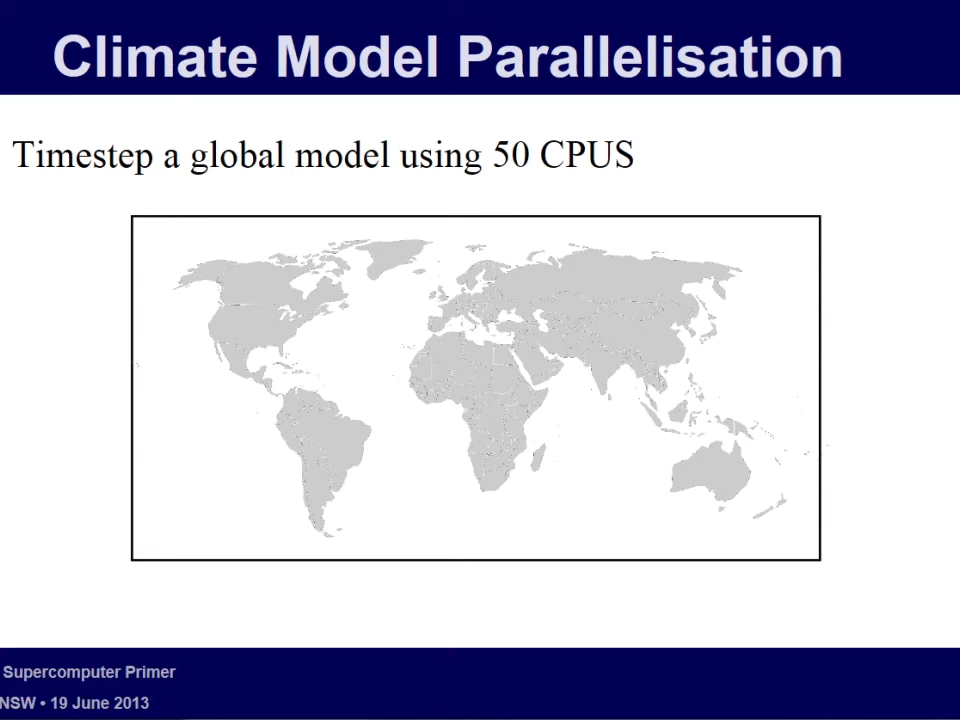 Climate Model Parallelisation
Timestep a global model using 50 CPUS
Supercomputer Primer
NSW • 19 June 2013